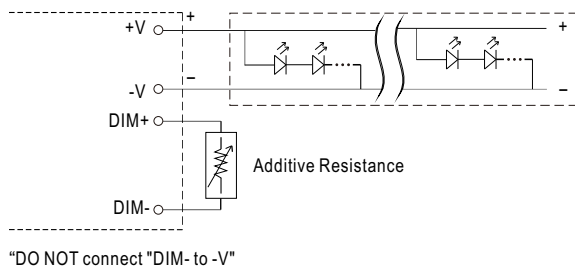 +V
+
+
-V
–
–
DIM+
Additive Resistance
DIM-
“DO NOT connect "DIM- to -V"